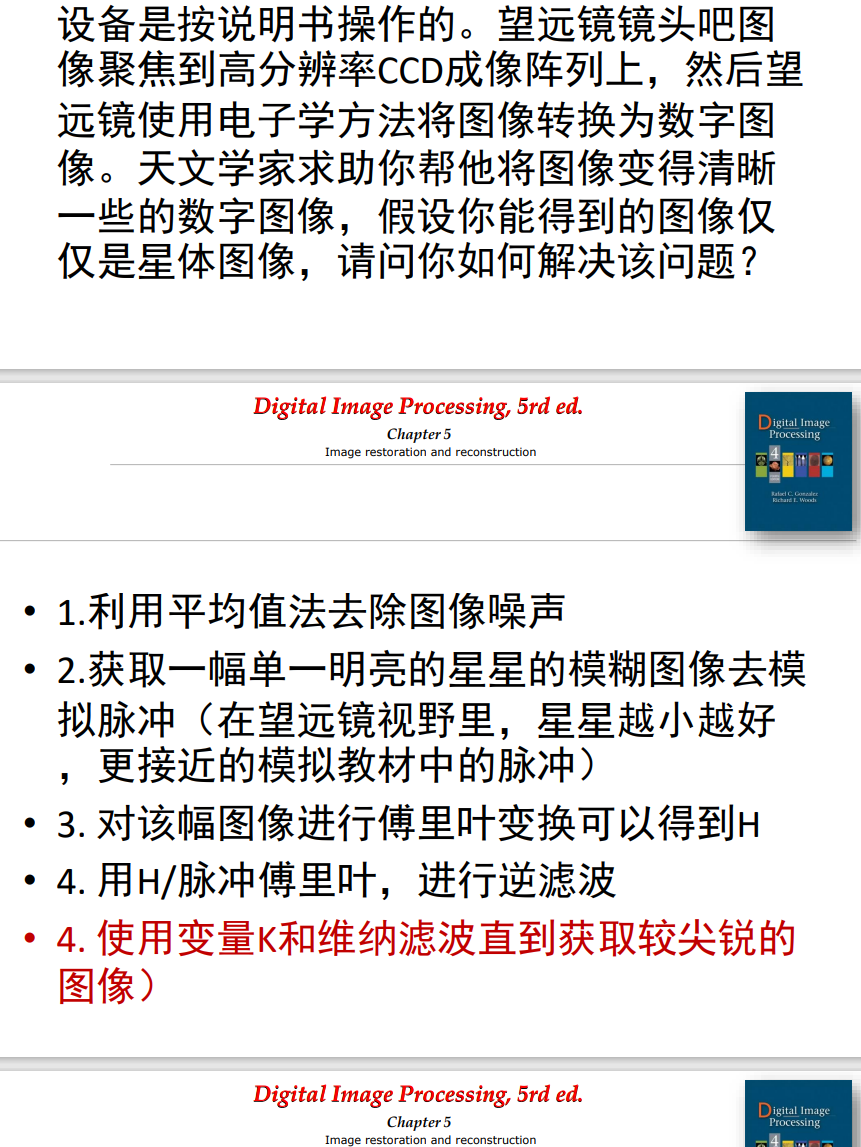 设备是按说明书操作的。望远镜镜头吧图
像聚焦到高分辨率CCD成像阵列上，然后望
远镜使用电子学方法将图像转换为数字图
像。天文学家求助你帮他将图像变得清晰
一些的数字图像，假设你能得到的图像仅
仅是星体图像，请问你如何解决该问题？
Digital Image Processing, 5rd ed.
Chapter 5
Image restoration and reconstruction
Digital Image
Processing
4
Rafael C. Gonzalez
Richard E. Woods
• 1.利用平均值法去除图像噪声
• 2.获取一幅单一明亮的星星的模糊图像去模
拟脉冲（在望远镜视野里，星星越小越好
，更接近的模拟教材中的脉冲）
• 3. 对该幅图像进行傅里叶变换可以得到H
• 4. 用H/脉冲傅里叶，进行逆滤波
• 4. 使用变量K和维纳滤波直到获取较尖锐的
图像）
Digital Image Processing, 5rd ed.
Chapter 5
Image restoration and reconstruction
Digital Image
Processing
4